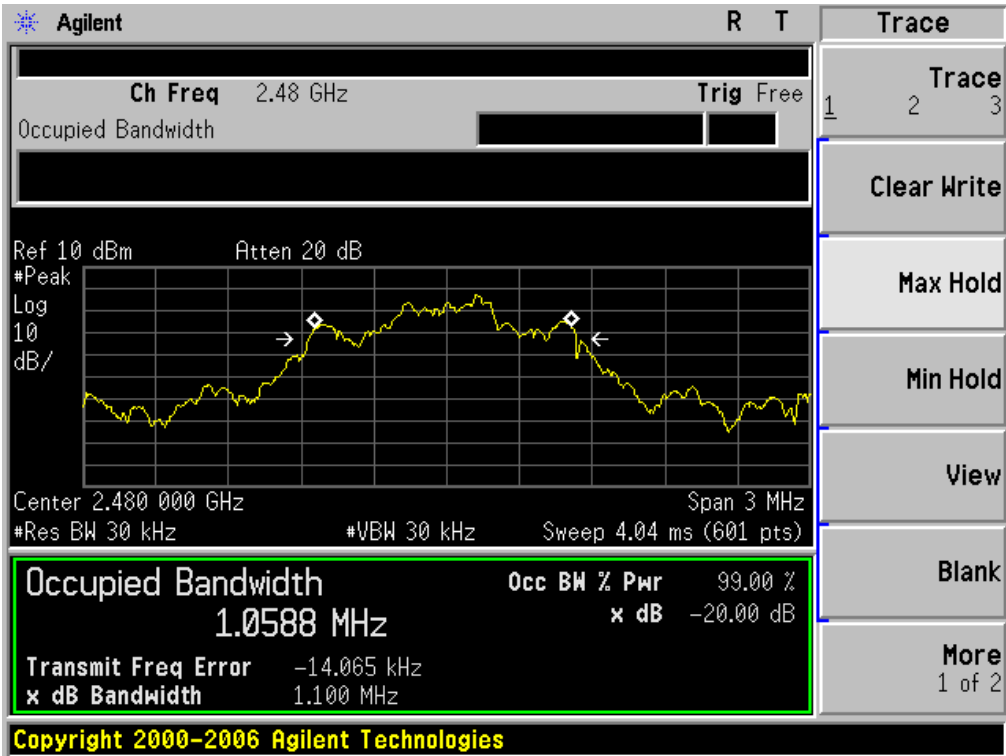 Agilent R T Trace
Ch Freq 2.48 GHz Trig Free
Occupied Bandwidth
Ref 10 dBm Atten 20 dB
#Peak
Log
10
dB/
Center 2.480 000 GHz Span 3 MHz
#Res BW 30 kHz #VBW 30 kHz Sweep 4.04 ms (601 pts)
Occupied Bandwidth
1.0588 MHz
Occ BW % Pwr 99.00 %
x dB -20.00 dB
Transmit Freq Error -14.065 kHz
x dB Bandwidth 1.100 MHz
Copyright 2000-2006 Agilent Technologies
Trace
1 2 3
Clear Write
Max Hold
Min Hold
View
Blank
More
1 of 2